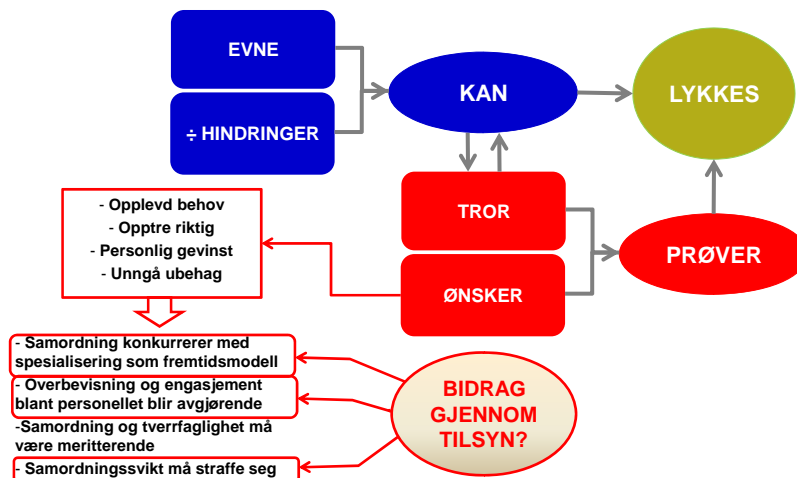 EVNE
÷ HINDRINGER
KAN
LYKKES
TROR
ØNSKER
PRØVER
- Opplevd behov
- Opptre riktig
- Personlig gevinst
- Unngå ubehag
- Samordning konkurrerer med
spesialisering som fremtidsmodell
- Overbevisning og engasjement
blant personellet blir avgjørende
-Samordning og tverrfaglighet må
være meritterende
- Samordningssvikt må straffe seg
BIDRAG
GJENNOM
TILSYN?